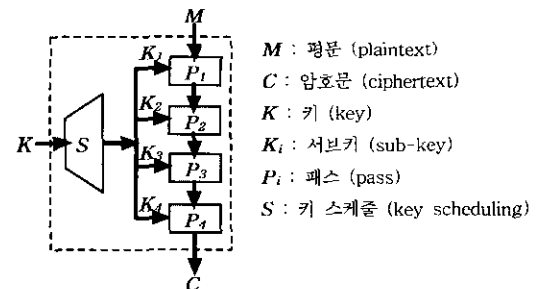 M
K₁
P₁
K₂
P₂
K
S
K₃
P₃
K₄
P₄
C
M : 평문 (plaintext)
C : 암호문 (ciphertext)
K : 키 (key)
Kᵢ : 서브키 (sub-key)
Pᵢ : 패스 (pass)
S : 키 스케줄 (key scheduling)